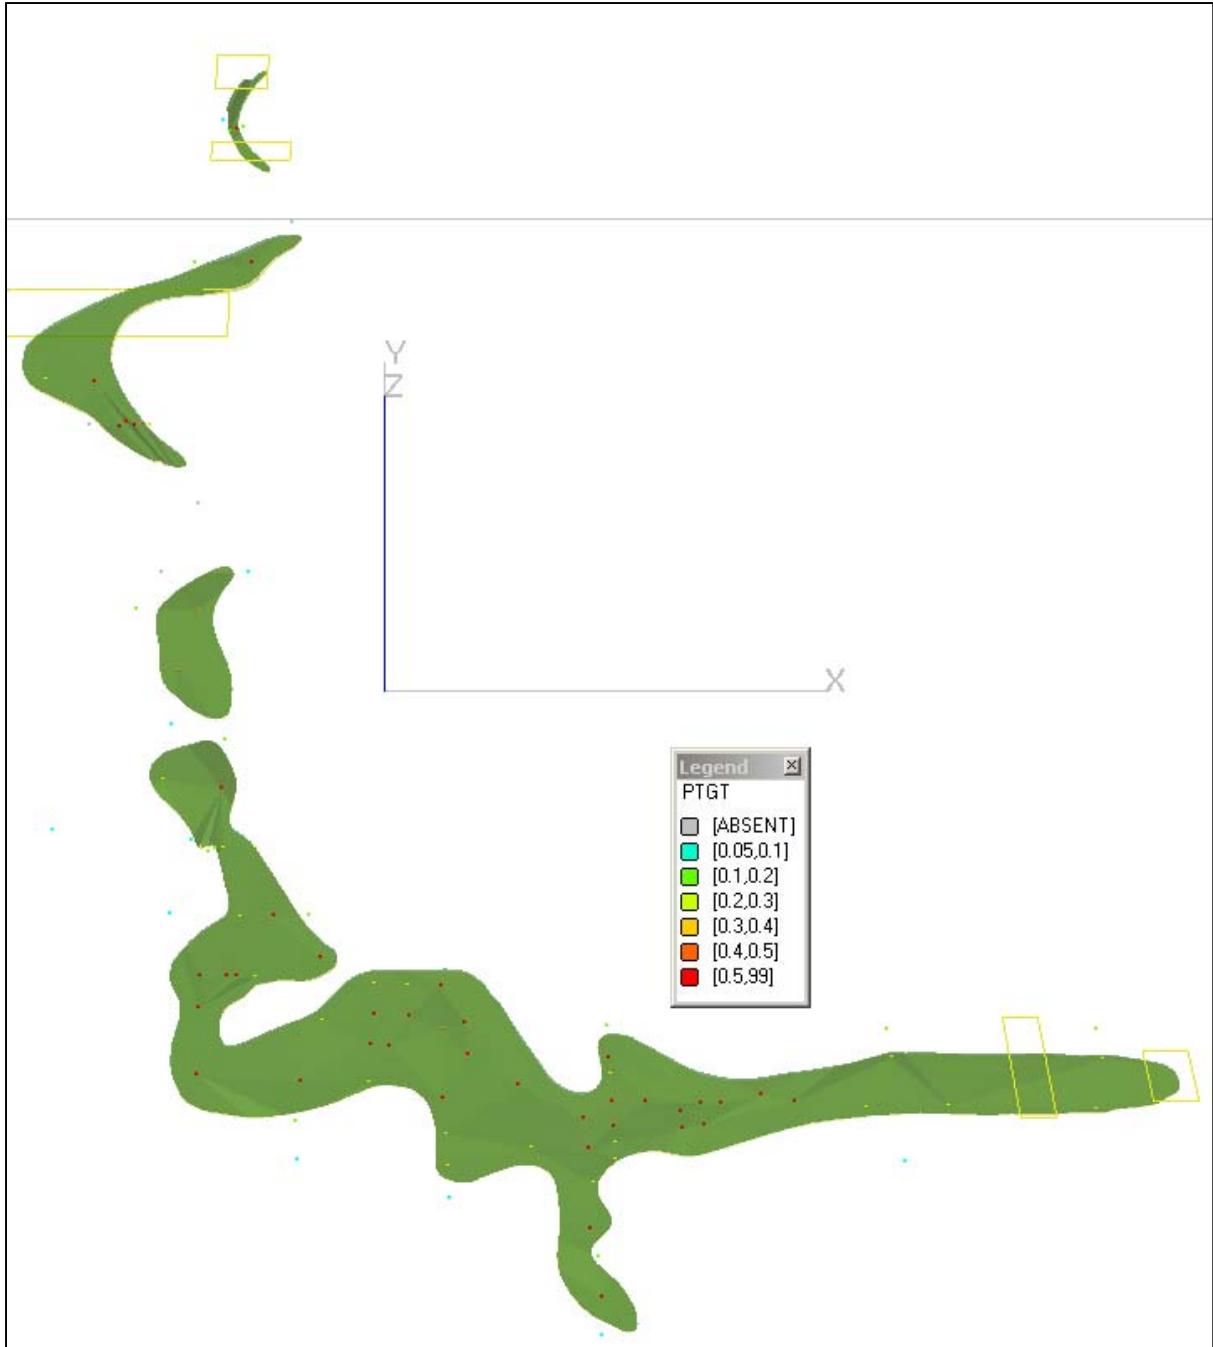 Y
Z
X
Legend
PTGT
[ABSENT]
[0.05,0.1]
[0.1,0.2]
[0.2,0.3]
[0.3,0.4]
[0.4,0.5]
[0.5,99]